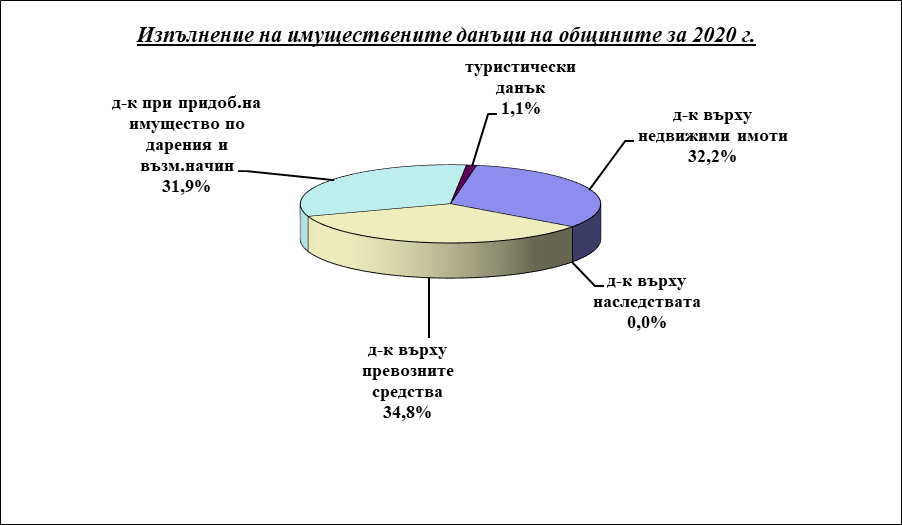 Изпълнение на имуществените данъци на общините за 2020 г.
туристически
данък
1,1%
д-к при придоб.на
имущество по
дарения и
възм.начин
31,9%
д-к върху
недвижими имоти
32,2%
д-к върху
наследствата
0,0%
д-к върху
превозните
средства
34,8%